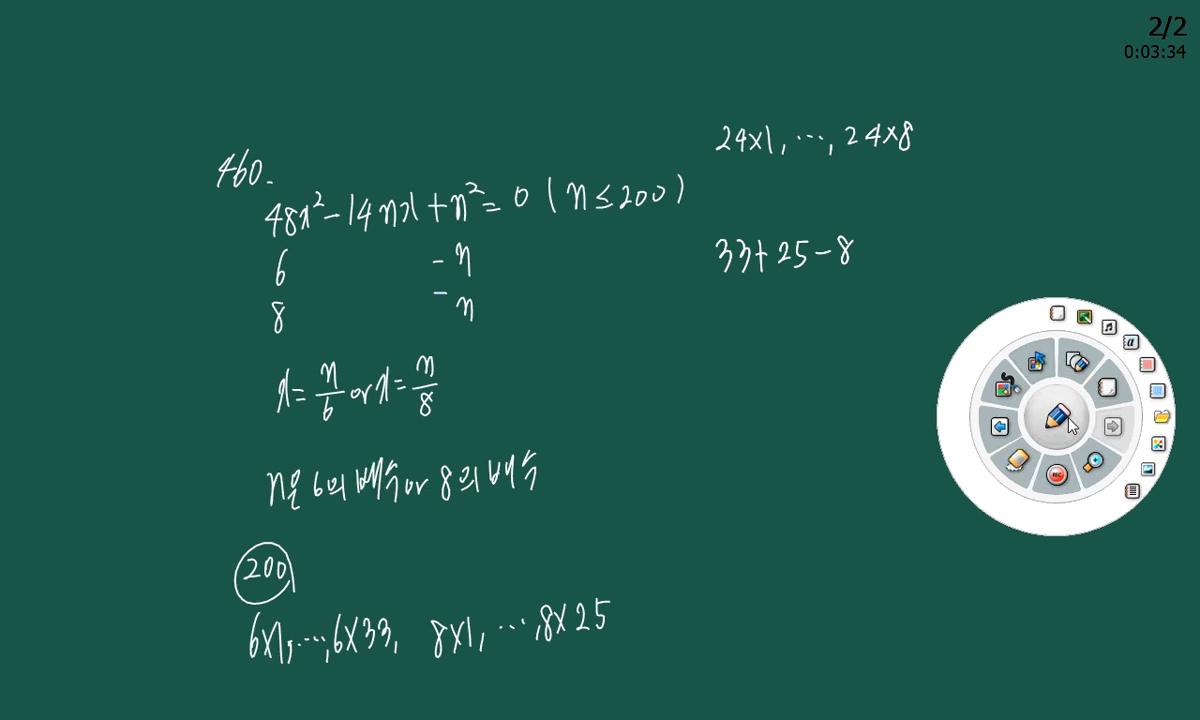 2/2
0:03:34
460.
48x²-14nx+n²=0 (n≤200)
6 -n
8 -n
x=n/6 or x=n/8
n은 6의 배수 or 8의 배수
200
6×1, ⋯, 6×33, 8×1, ⋯, 8×25
24×1, ⋯, 24×8
33+25-8
a
REC